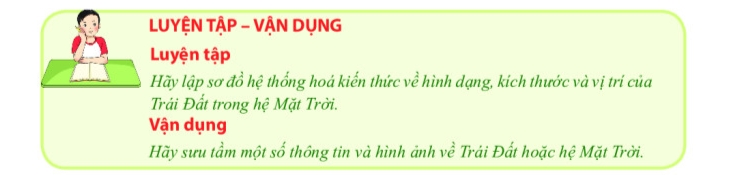 LUYỆN TẬP – VẬN DỤNG
Luyện tập
Hãy lập sơ đồ hệ thống hoá kiến thức về hình dạng, kích thước và vị trí của
Trái Đất trong hệ Mặt Trời.
Vận dụng
Hãy sưu tầm một số thông tin và hình ảnh về Trái Đất hoặc hệ Mặt Trời.